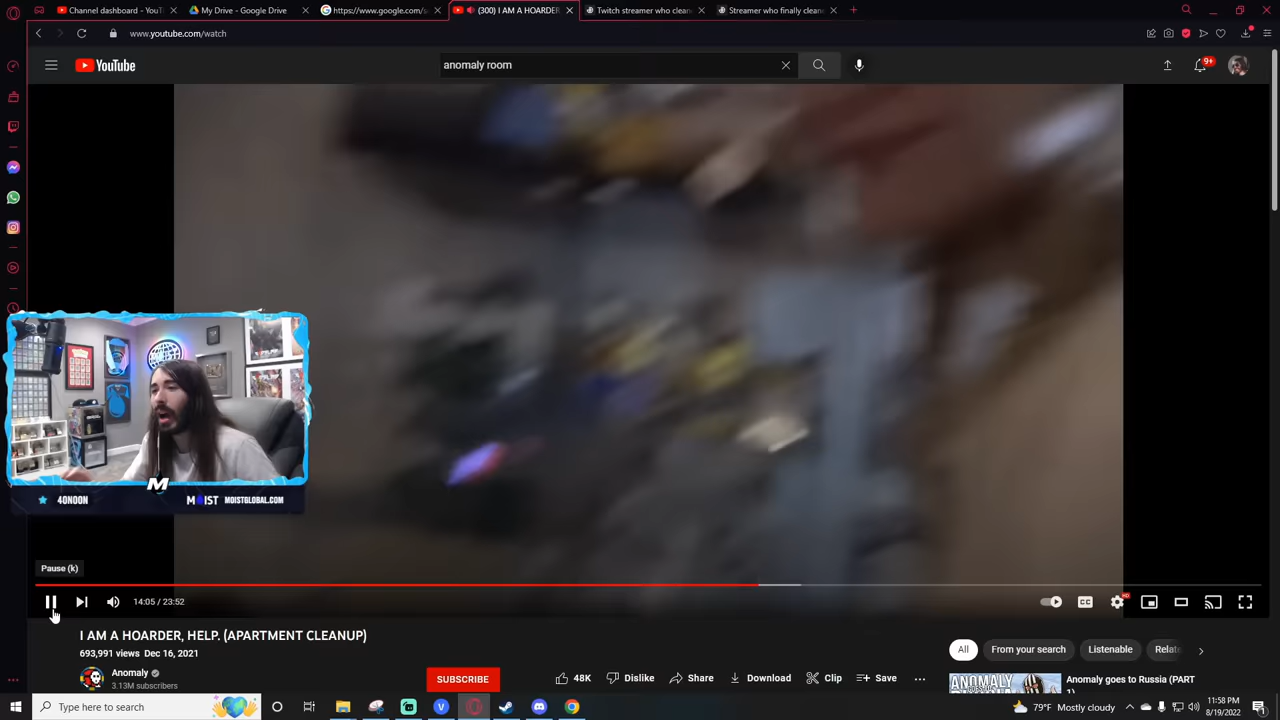 Channel dashboard - YouT
My Drive - Google Drive
https://www.google.com/s
(300) I AM A HOARDER
Twitch streamer who clean
Streamer who finally clean
www.youtube.com/watch
YouTube
anomaly room
9+
M
40NOON
MOIST
MOISTGLOBAL.COM
Pause (k)
14:05 / 23:52
CC
HD
I AM A HOARDER, HELP. (APARTMENT CLEANUP)
693,991 views Dec 16, 2021
All
From your search
Listenable
Relate
Anomaly
3.13M subscribers
SUBSCRIBE
48K
Dislike
Share
Download
Clip
Save
ANOMALY
Anomaly goes to Russia (PART
1)
Type here to search
79°F Mostly cloudy
11:58 PM
8/19/2022